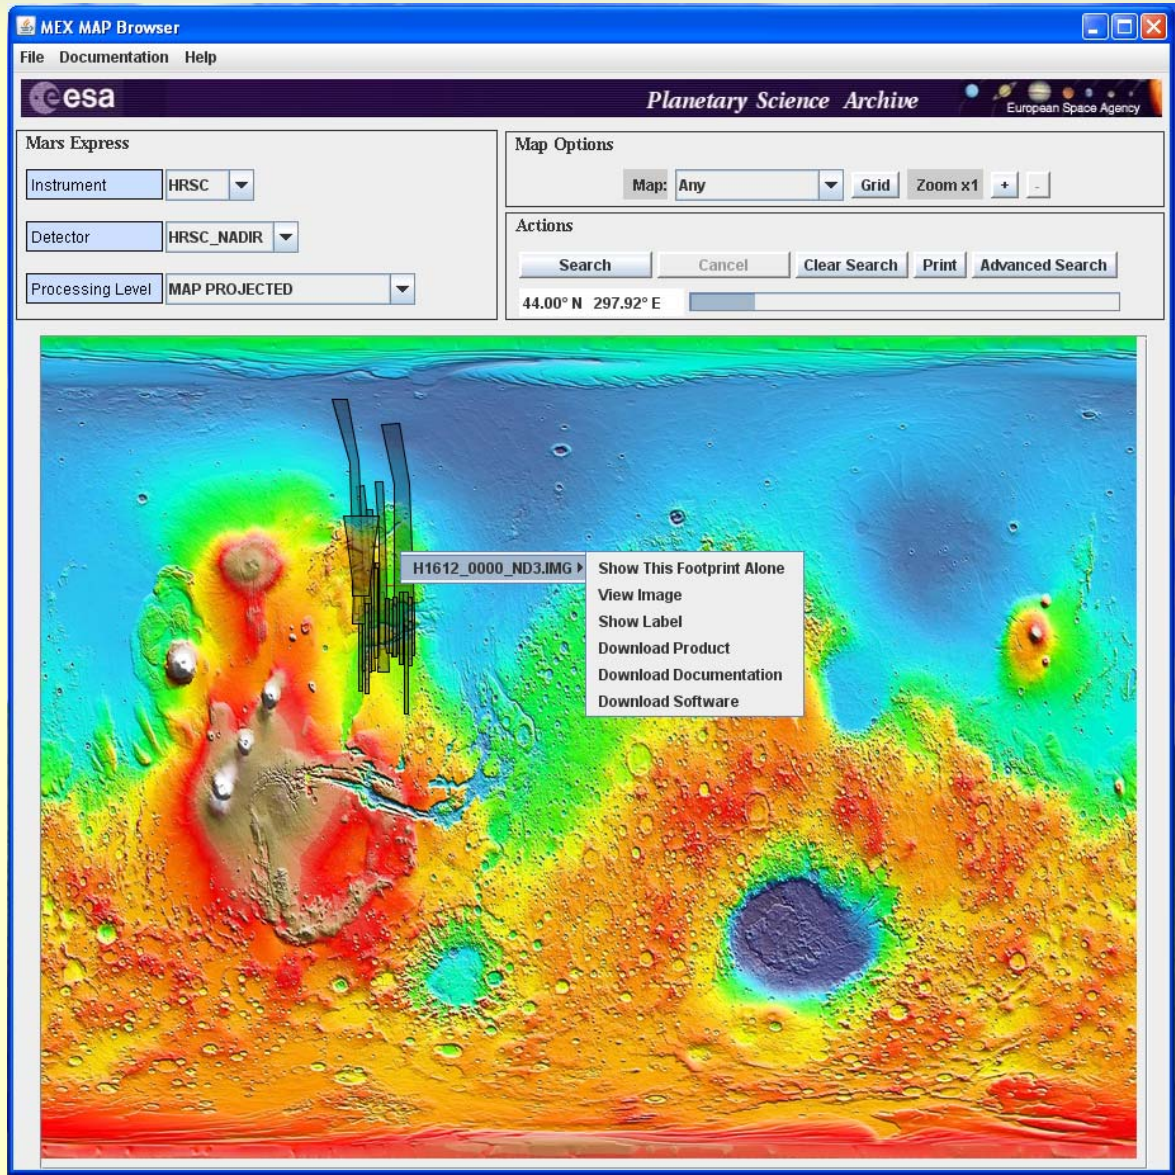 MEX MAP Browser
File Documentation Help
esa
Planetary Science Archive
European Space Agency
Mars Express
Instrument HRSC
Detector HRSC_NADIR
Processing Level MAP PROJECTED
Map Options
Map: Any Grid Zoom x1 + -
Actions
Search Cancel Clear Search Print Advanced Search
44.00° N 297.92° E
H1612_0000_ND3.IMG
Show This Footprint Alone
View Image
Show Label
Download Product
Download Documentation
Download Software